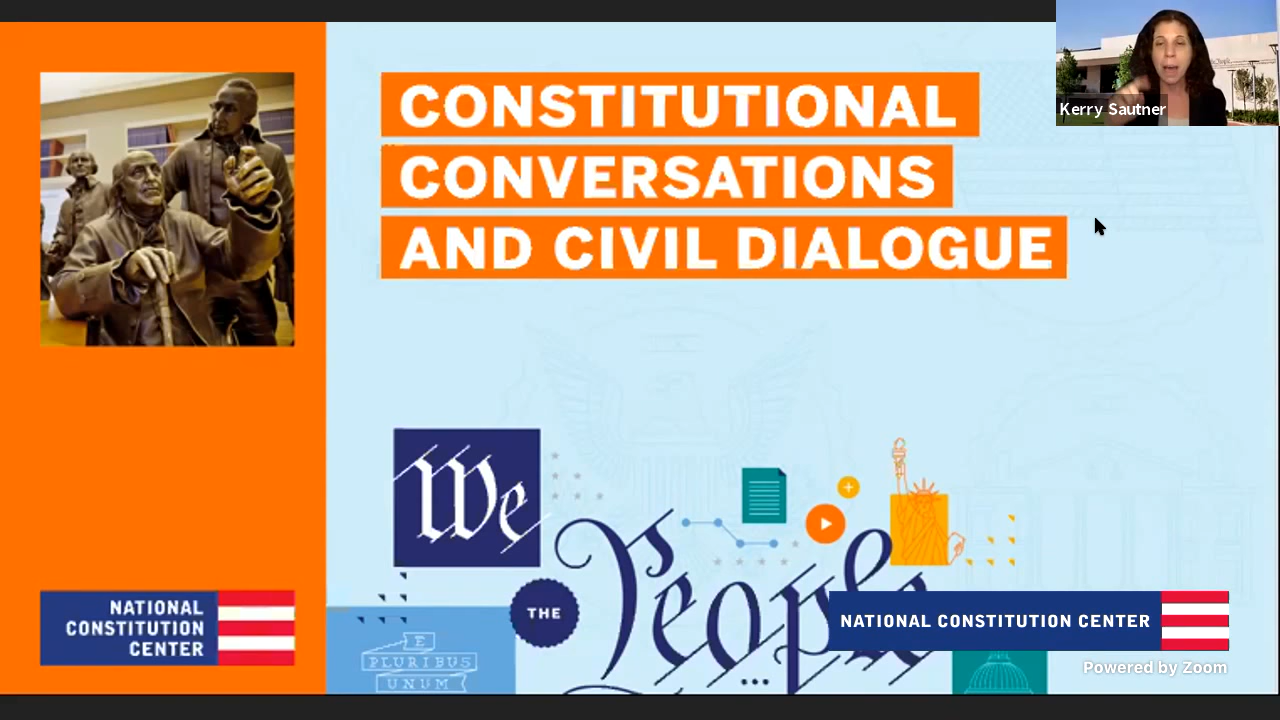 CONSTITUTIONAL
CONVERSATIONS
AND CIVIL DIALOGUE
Kerry Sautner
We
THE
People
E
PLURIBUS
UNUM
NATIONAL
CONSTITUTION
CENTER
NATIONAL CONSTITUTION CENTER
Powered by Zoom